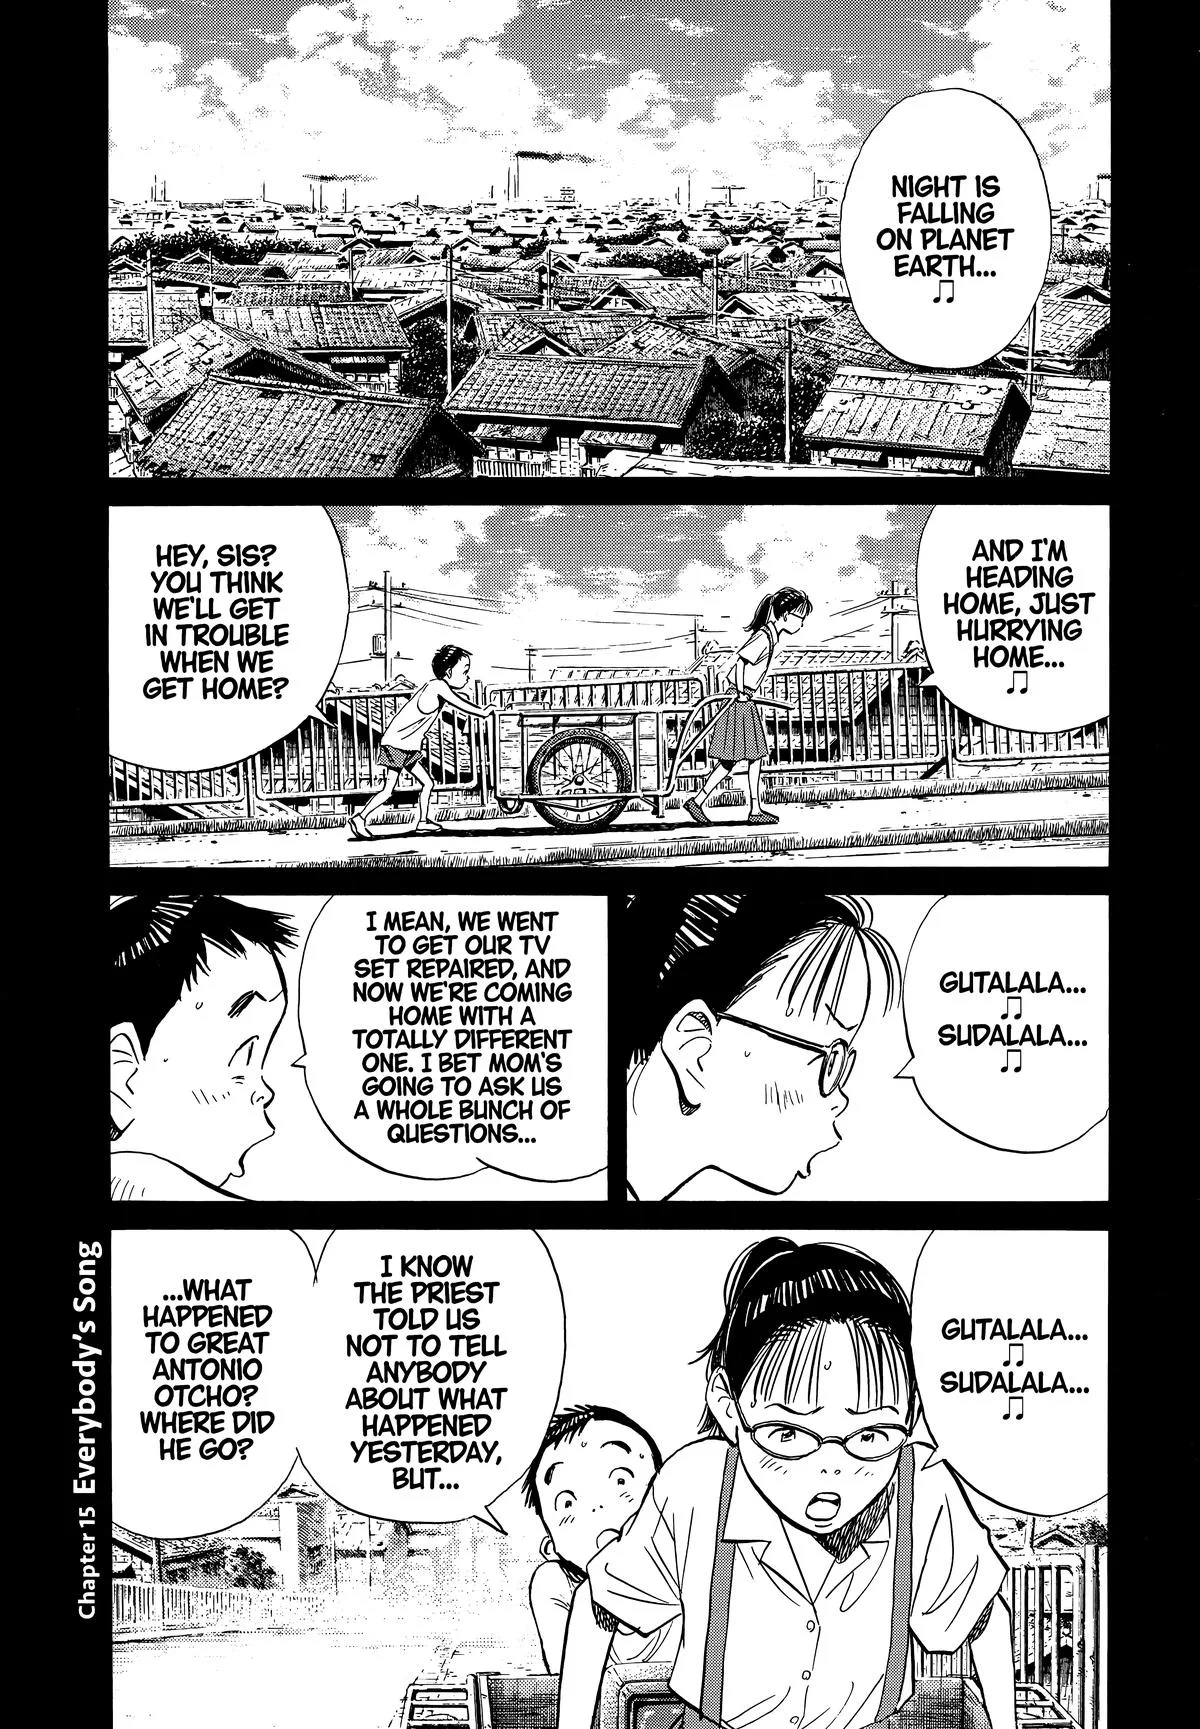 NIGHT IS
FALLING
ON PLANET
EARTH...
♫
AND I'M
HEADING
HOME, JUST
HURRYING
HOME...
♫
HEY, SIS?
YOU THINK
WE'LL GET
IN TROUBLE
WHEN WE
GET HOME?
GUTALALA...
♫
SUDALALA...
♫
I MEAN, WE WENT
TO GET OUR TV
SET REPAIRED, AND
NOW WE'RE COMING
HOME WITH A
TOTALLY DIFFERENT
ONE. I BET MOM'S
GOING TO ASK US
A WHOLE BUNCH OF
QUESTIONS...
GUTALALA...
♫
SUDALALA...
♫
I KNOW
THE PRIEST
TOLD US
NOT TO TELL
ANYBODY
ABOUT WHAT
HAPPENED
YESTERDAY,
BUT...
...WHAT
HAPPENED
TO GREAT
ANTONIO
OTCHO?
WHERE DID
HE GO?
Chapter 15 Everybody's Song